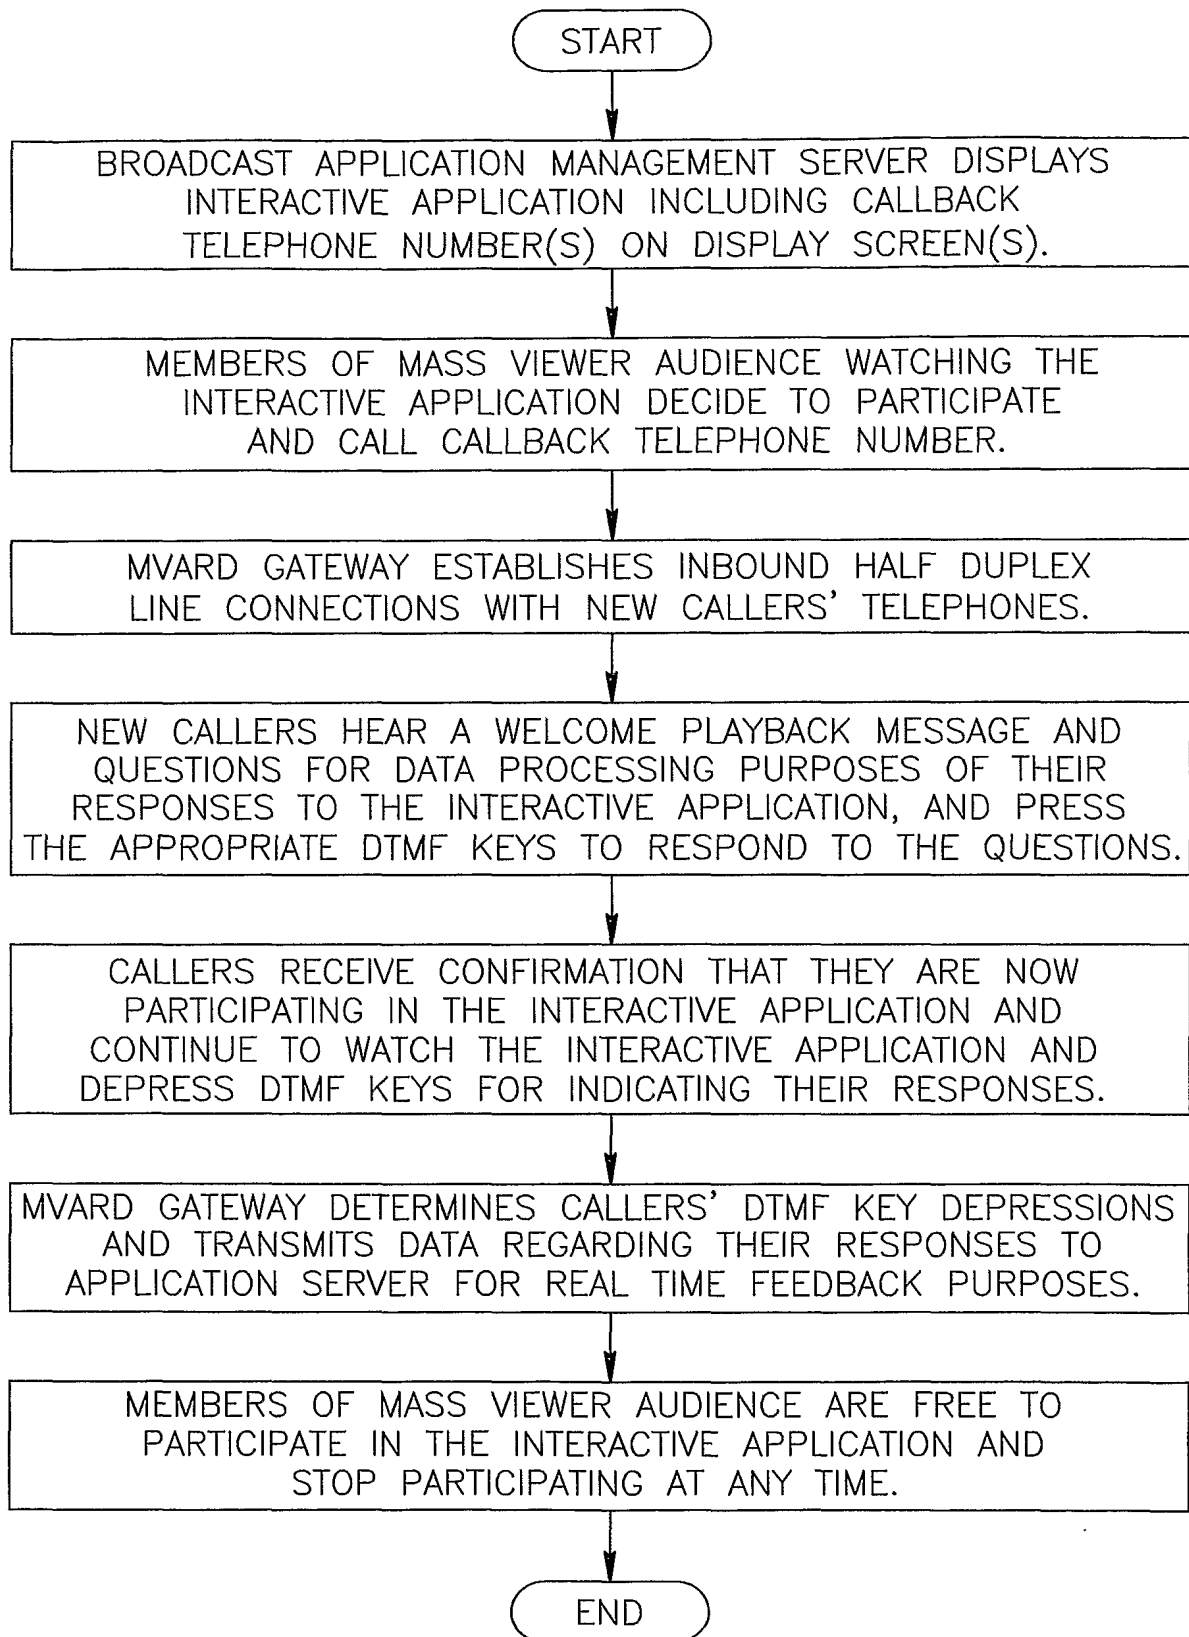 START
BROADCAST APPLICATION MANAGEMENT SERVER DISPLAYS
INTERACTIVE APPLICATION INCLUDING CALLBACK
TELEPHONE NUMBER(S) ON DISPLAY SCREEN(S).
MEMBERS OF MASS VIEWER AUDIENCE WATCHING THE
INTERACTIVE APPLICATION DECIDE TO PARTICIPATE
AND CALL CALLBACK TELEPHONE NUMBER.
MVARD GATEWAY ESTABLISHES INBOUND HALF DUPLEX
LINE CONNECTIONS WITH NEW CALLERS' TELEPHONES.
NEW CALLERS HEAR A WELCOME PLAYBACK MESSAGE AND
QUESTIONS FOR DATA PROCESSING PURPOSES OF THEIR
RESPONSES TO THE INTERACTIVE APPLICATION, AND PRESS
THE APPROPRIATE DTMF KEYS TO RESPOND TO THE QUESTIONS.
CALLERS RECEIVE CONFIRMATION THAT THEY ARE NOW
PARTICIPATING IN THE INTERACTIVE APPLICATION AND
CONTINUE TO WATCH THE INTERACTIVE APPLICATION AND
DEPRESS DTMF KEYS FOR INDICATING THEIR RESPONSES.
MVARD GATEWAY DETERMINES CALLERS' DTMF KEY DEPRESSIONS
AND TRANSMITS DATA REGARDING THEIR RESPONSES TO
APPLICATION SERVER FOR REAL TIME FEEDBACK PURPOSES.
MEMBERS OF MASS VIEWER AUDIENCE ARE FREE TO
PARTICIPATE IN THE INTERACTIVE APPLICATION AND
STOP PARTICIPATING AT ANY TIME.
END